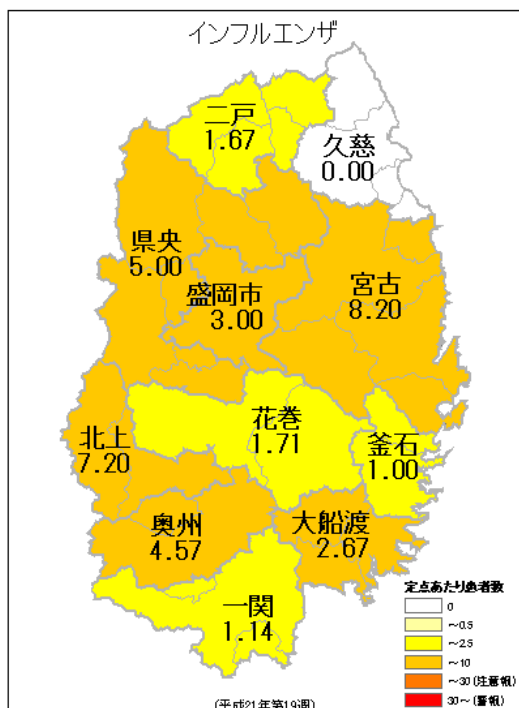 インフルエンザ
二戸
1.67
久慈
0.00
県央
5.00
盛岡市
3.00
宮古
8.20
花巻
1.71
釜石
1.00
北上
7.20
奥州
4.57
大船渡
2.67
一関
1.14
定点あたり患者数
0
～0.5
～2.5
～10
～30(注意報)
30～(警報)
(平成21年第19週)